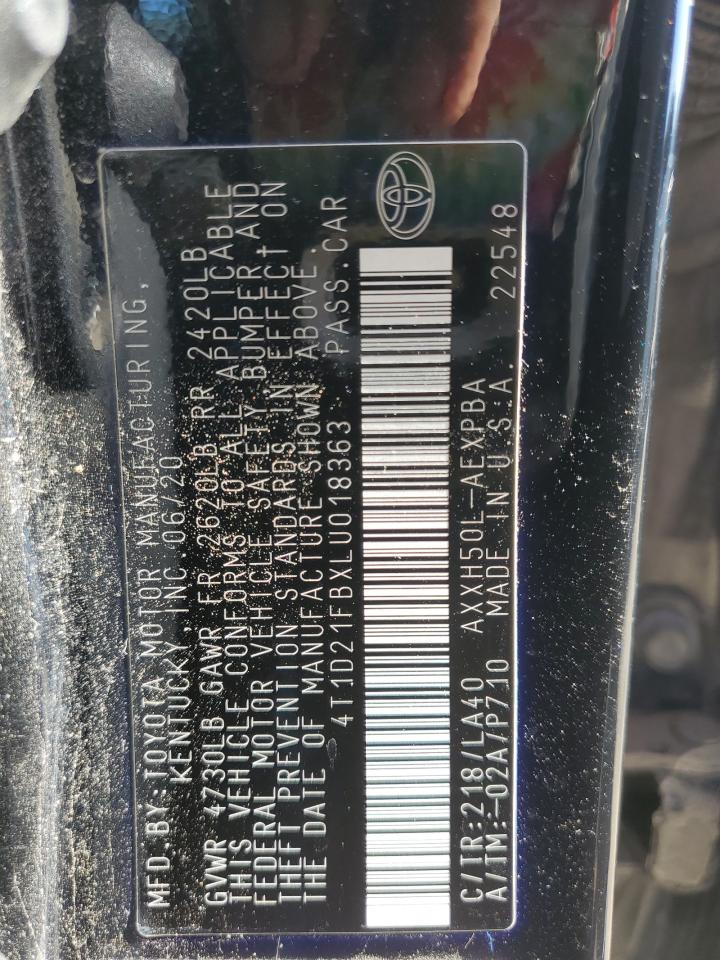 MFD.BY:TOYOTA MOTOR MANUFACTURING,
KENTUCKY, INC 06/20
GVWR 4730LB GAWR FR 2620LB RR 2420LB
THIS VEHICLE CONFORMS TO ALL APPLICABLE
FEDERAL MOTOR VEHICLE SAFETY BUMPER AND
THEFT PREVENTION STANDARDS IN EFFECT ON
THE DATE OF MANUFACTURE SHOWN ABOVE.
4T1D21FBXLU018363 PASS.CAR
C/TR:218/LA40 AXXH50L-AEXPBA
A/TM:-02A/P710 MADE IN U.S.A. 22548